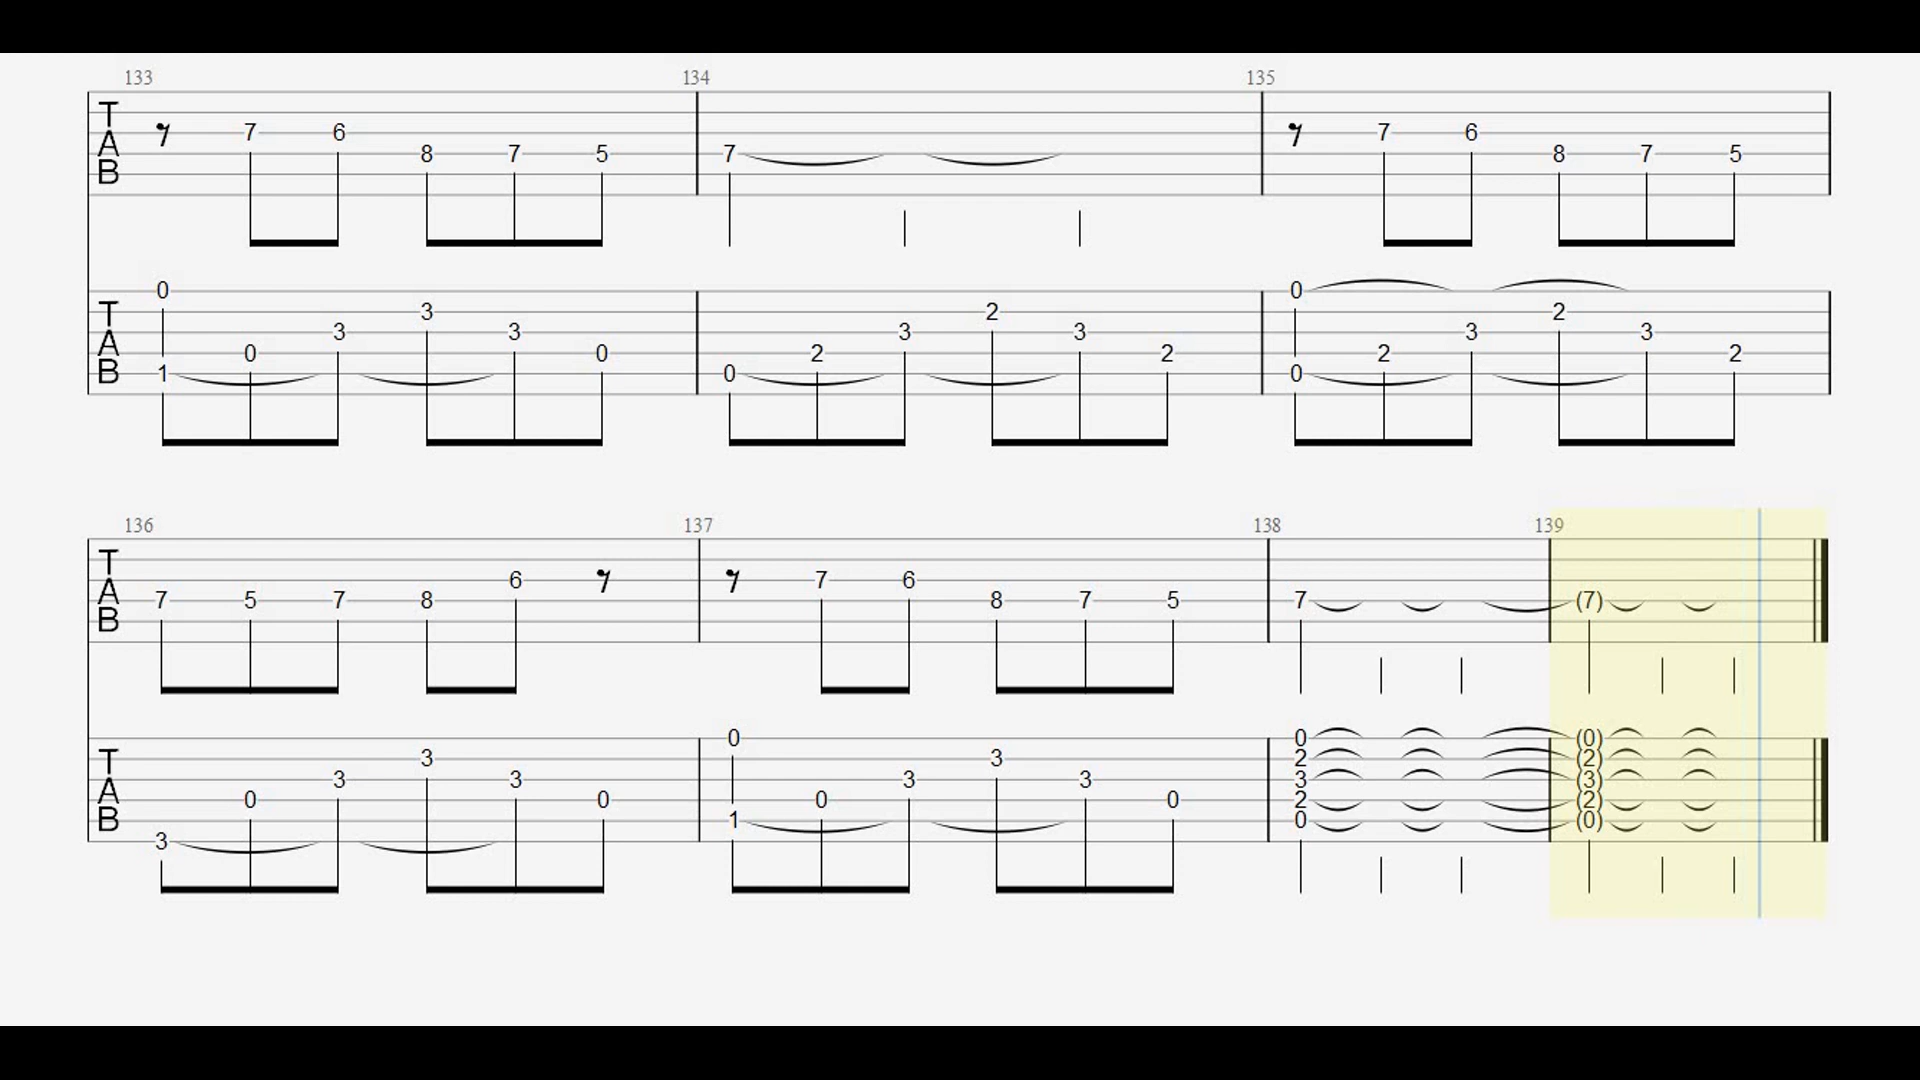 133 134 135
T
A
B
7 6 7 6
8 7 5 7 8 7 5
0 0
T
A
B
3 2 2
3 3 3 3 3 3
0 0 2 2 2 2
1 0 0
136 137 138 139
T
A
B
6 7 6
7 5 7 8 8 7 5 7 (7)
0 0 (0)
T
A
B
3 3 2 (2)
3 3 3 3 3 (3)
0 0 0 0 2 (2)
1 0 (0)
3